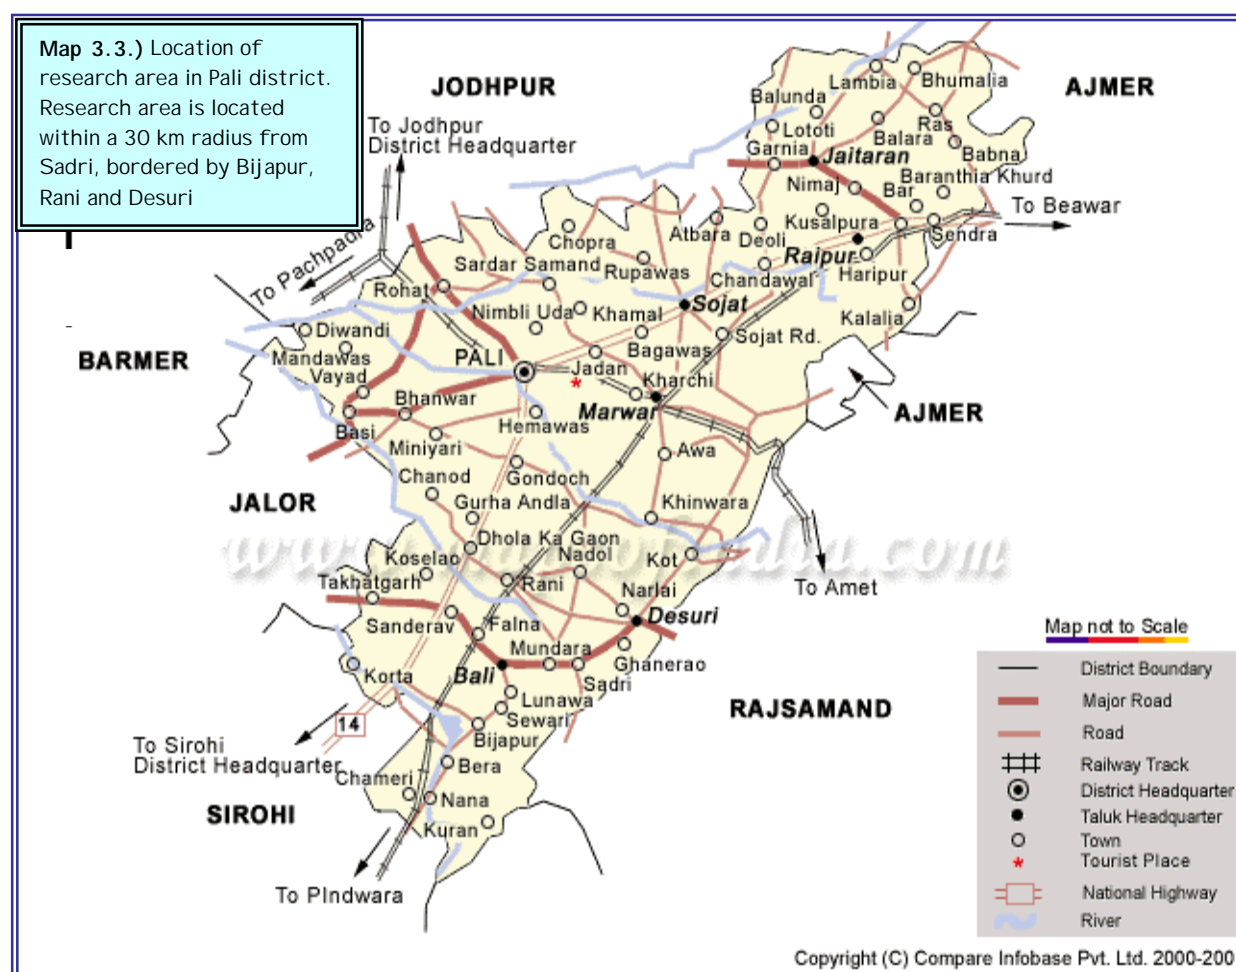 Map 3.3.) Location of
research area in Pali district.
Research area is located
within a 30 km radius from
Sadri, bordered by Bijapur,
Rani and Desuri
JODHPUR
AJMER
Lambia
Bhumalia
Balunda
To Jodhpur
District Headquarter
Lototi
Balara
Ras
Garnia
Jaitaran
Babna
Nimaj
Bar
Baranthia Khurd
To Beawar
Kusalpura
Sendra
To Pachpadra
Chopra
Atbara
Deoli
Raipur
Haripur
Sardar Samand
Rupawas
Chandawal
Rohat
Sojat
Kalalia
Nimbli Uda
Khamal
Sojat Rd.
Diwandi
BARMER
Mandawas
PALI
Bagawas
Vayad
Jadan
Kharchi
Bhanwar
Marwar
AJMER
Basi
Hemawas
Miniyari
Awa
Chanod
Gondoch
JALOR
Gurha Andla
Khinwara
www.mapsofindia.com
Dhola Ka Gaon
Koselao
Nadol
Kot
Takhatgarh
Rani
To Amet
Narlai
Sanderav
Falna
Desuri
Map not to Scale
Mundara
Ghanerao
Korta
Bali
Sadri
District Boundary
Lunawa
Major Road
RAJSAMAND
Sewari
14
Road
Bijapur
To Sirohi
District Headquarter
Railway Track
Bera
Chameri
District Headquarter
Nana
SIROHI
Taluk Headquarter
Kuran
Town
Tourist Place
To PIndwara
National Highway
River
Copyright (C) Compare Infobase Pvt. Ltd. 2000-200